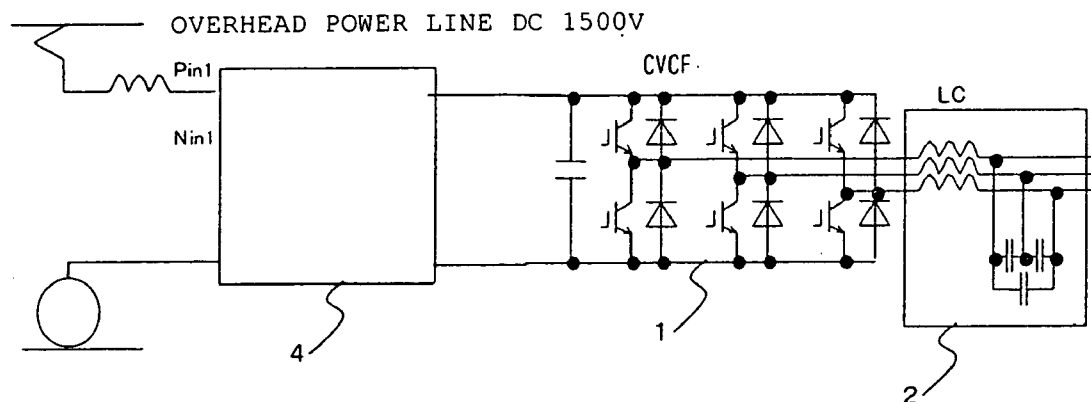 OVERHEAD POWER LINE DC 1500V
Pin1
CVCF
LC
Nin1
1
4
2